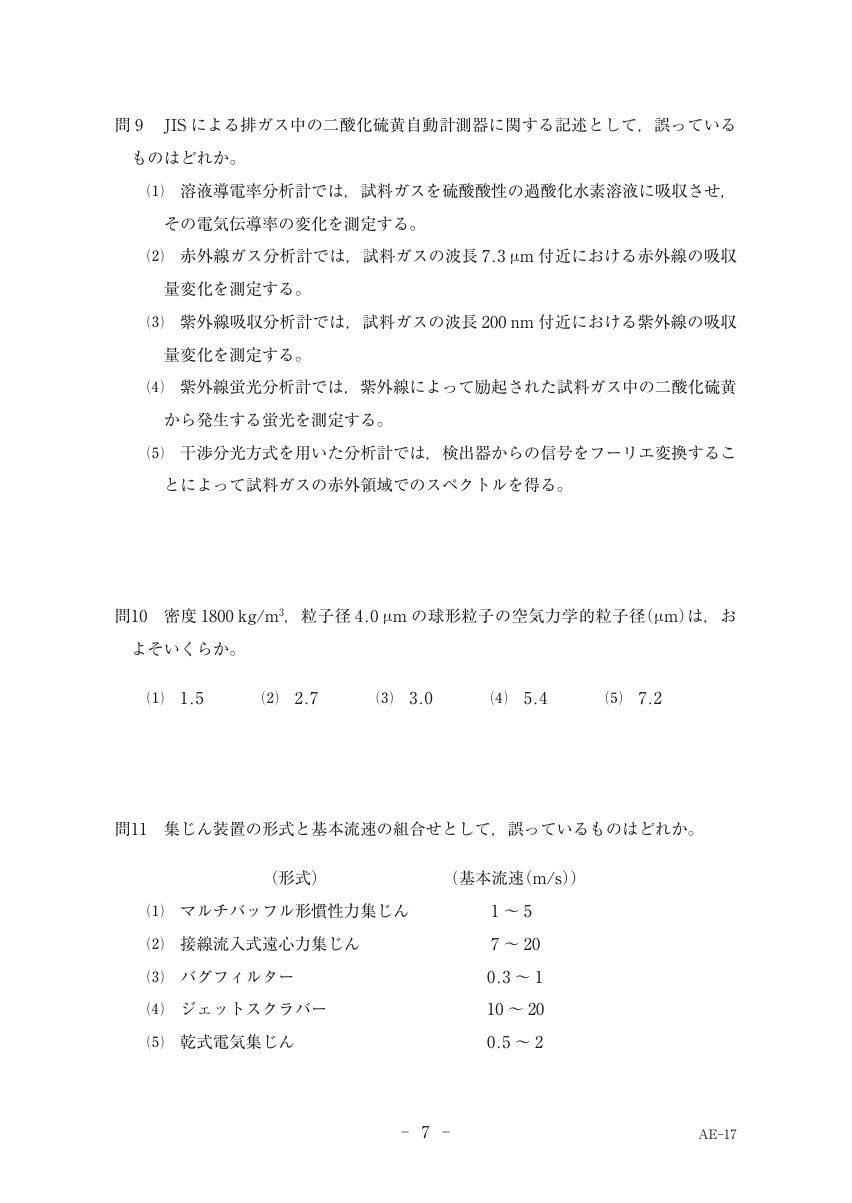 問9　JISによる排ガス中の二酸化硫黄自動計測器に関する記述として，誤っている
ものはどれか。
⑴　溶液導電率分析計では，試料ガスを硫酸酸性の過酸化水素溶液に吸収させ，
その電気伝導率の変化を測定する。
⑵　赤外線ガス分析計では，試料ガスの波長7.3 μm付近における赤外線の吸収
量変化を測定する。
⑶　紫外線吸収分析計では，試料ガスの波長200 nm付近における紫外線の吸収
量変化を測定する。
⑷　紫外線蛍光分析計では，紫外線によって励起された試料ガス中の二酸化硫黄
から発生する蛍光を測定する。
⑸　干渉分光方式を用いた分析計では，検出器からの信号をフーリエ変換するこ
とによって試料ガスの赤外領域でのスペクトルを得る。
問10　密度1800 kg/m³，粒子径4.0 μmの球形粒子の空気力学的粒子径(μm)は，お
よそいくらか。
⑴　1.5　⑵　2.7　⑶　3.0　⑷　5.4　⑸　7.2
問11　集じん装置の形式と基本流速の組合せとして，誤っているものはどれか。
（形式）　（基本流速(m/s)）
⑴　マルチバッフル形慣性力集じん　1～5
⑵　接線流入式遠心力集じん　7～20
⑶　バグフィルター　0.3～1
⑷　ジェットスクラバー　10～20
⑸　乾式電気集じん　0.5～2
－ 7 －　AE-17